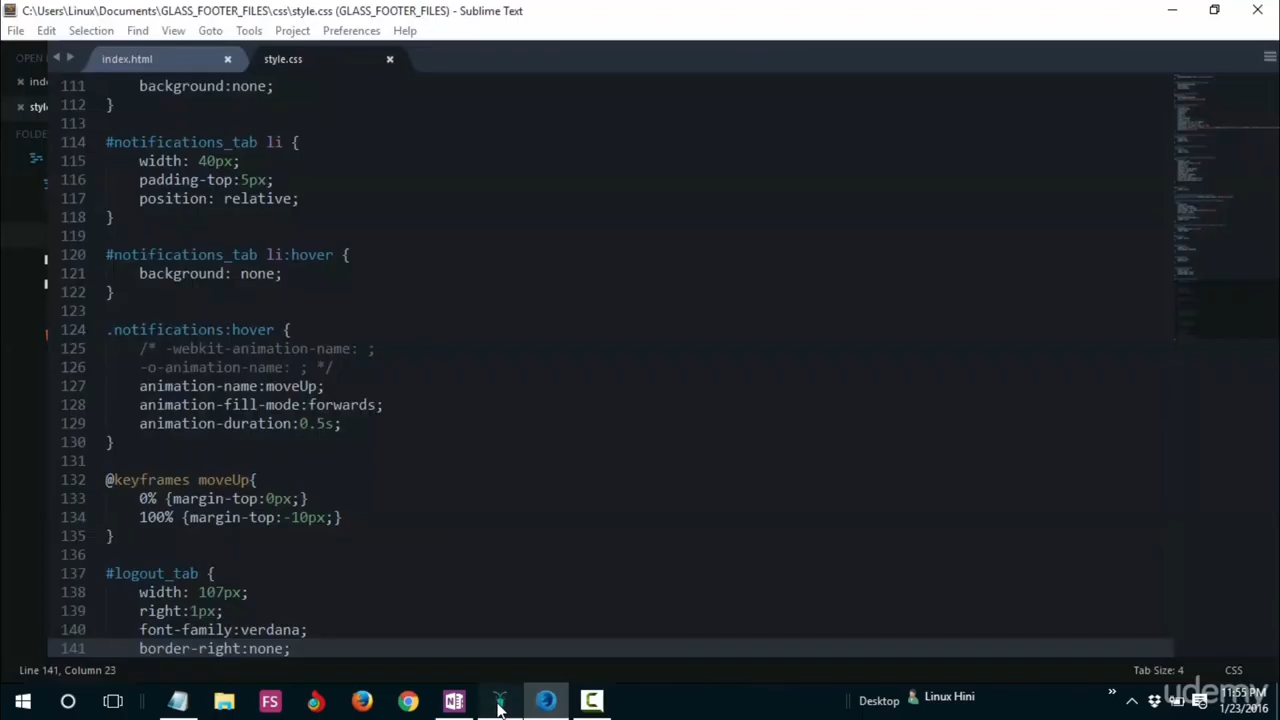 C:\Users\Linux\Documents\GLASS_FOOTER_FILES\css\style.css (GLASS_FOOTER_FILES) - Sublime Text
File Edit Selection Find View Goto Tools Project Preferences Help
OPEN
index.html
style.css
ind
style
FOLDE
111 background:none;
112 }
113
114 #notifications_tab li {
115 width: 40px;
116 padding-top:5px;
117 position: relative;
118 }
119
120 #notifications_tab li:hover {
121 background: none;
122 }
123
124 .notifications:hover {
125 /* -webkit-animation-name: ;
126 -o-animation-name: ; */
127 animation-name:moveUp;
128 animation-fill-mode:forwards;
129 animation-duration:0.5s;
130 }
131
132 @keyframes moveUp{
133 0% {margin-top:0px;}
134 100% {margin-top:-10px;}
135 }
136
137 #logout_tab {
138 width: 107px;
139 right:1px;
140 font-family:verdana;
141 border-right:none;
Line 141, Column 23
Tab Size: 4 CSS
FS
Desktop
Linux Hini
11:55 PM
1/23/2016
udemy